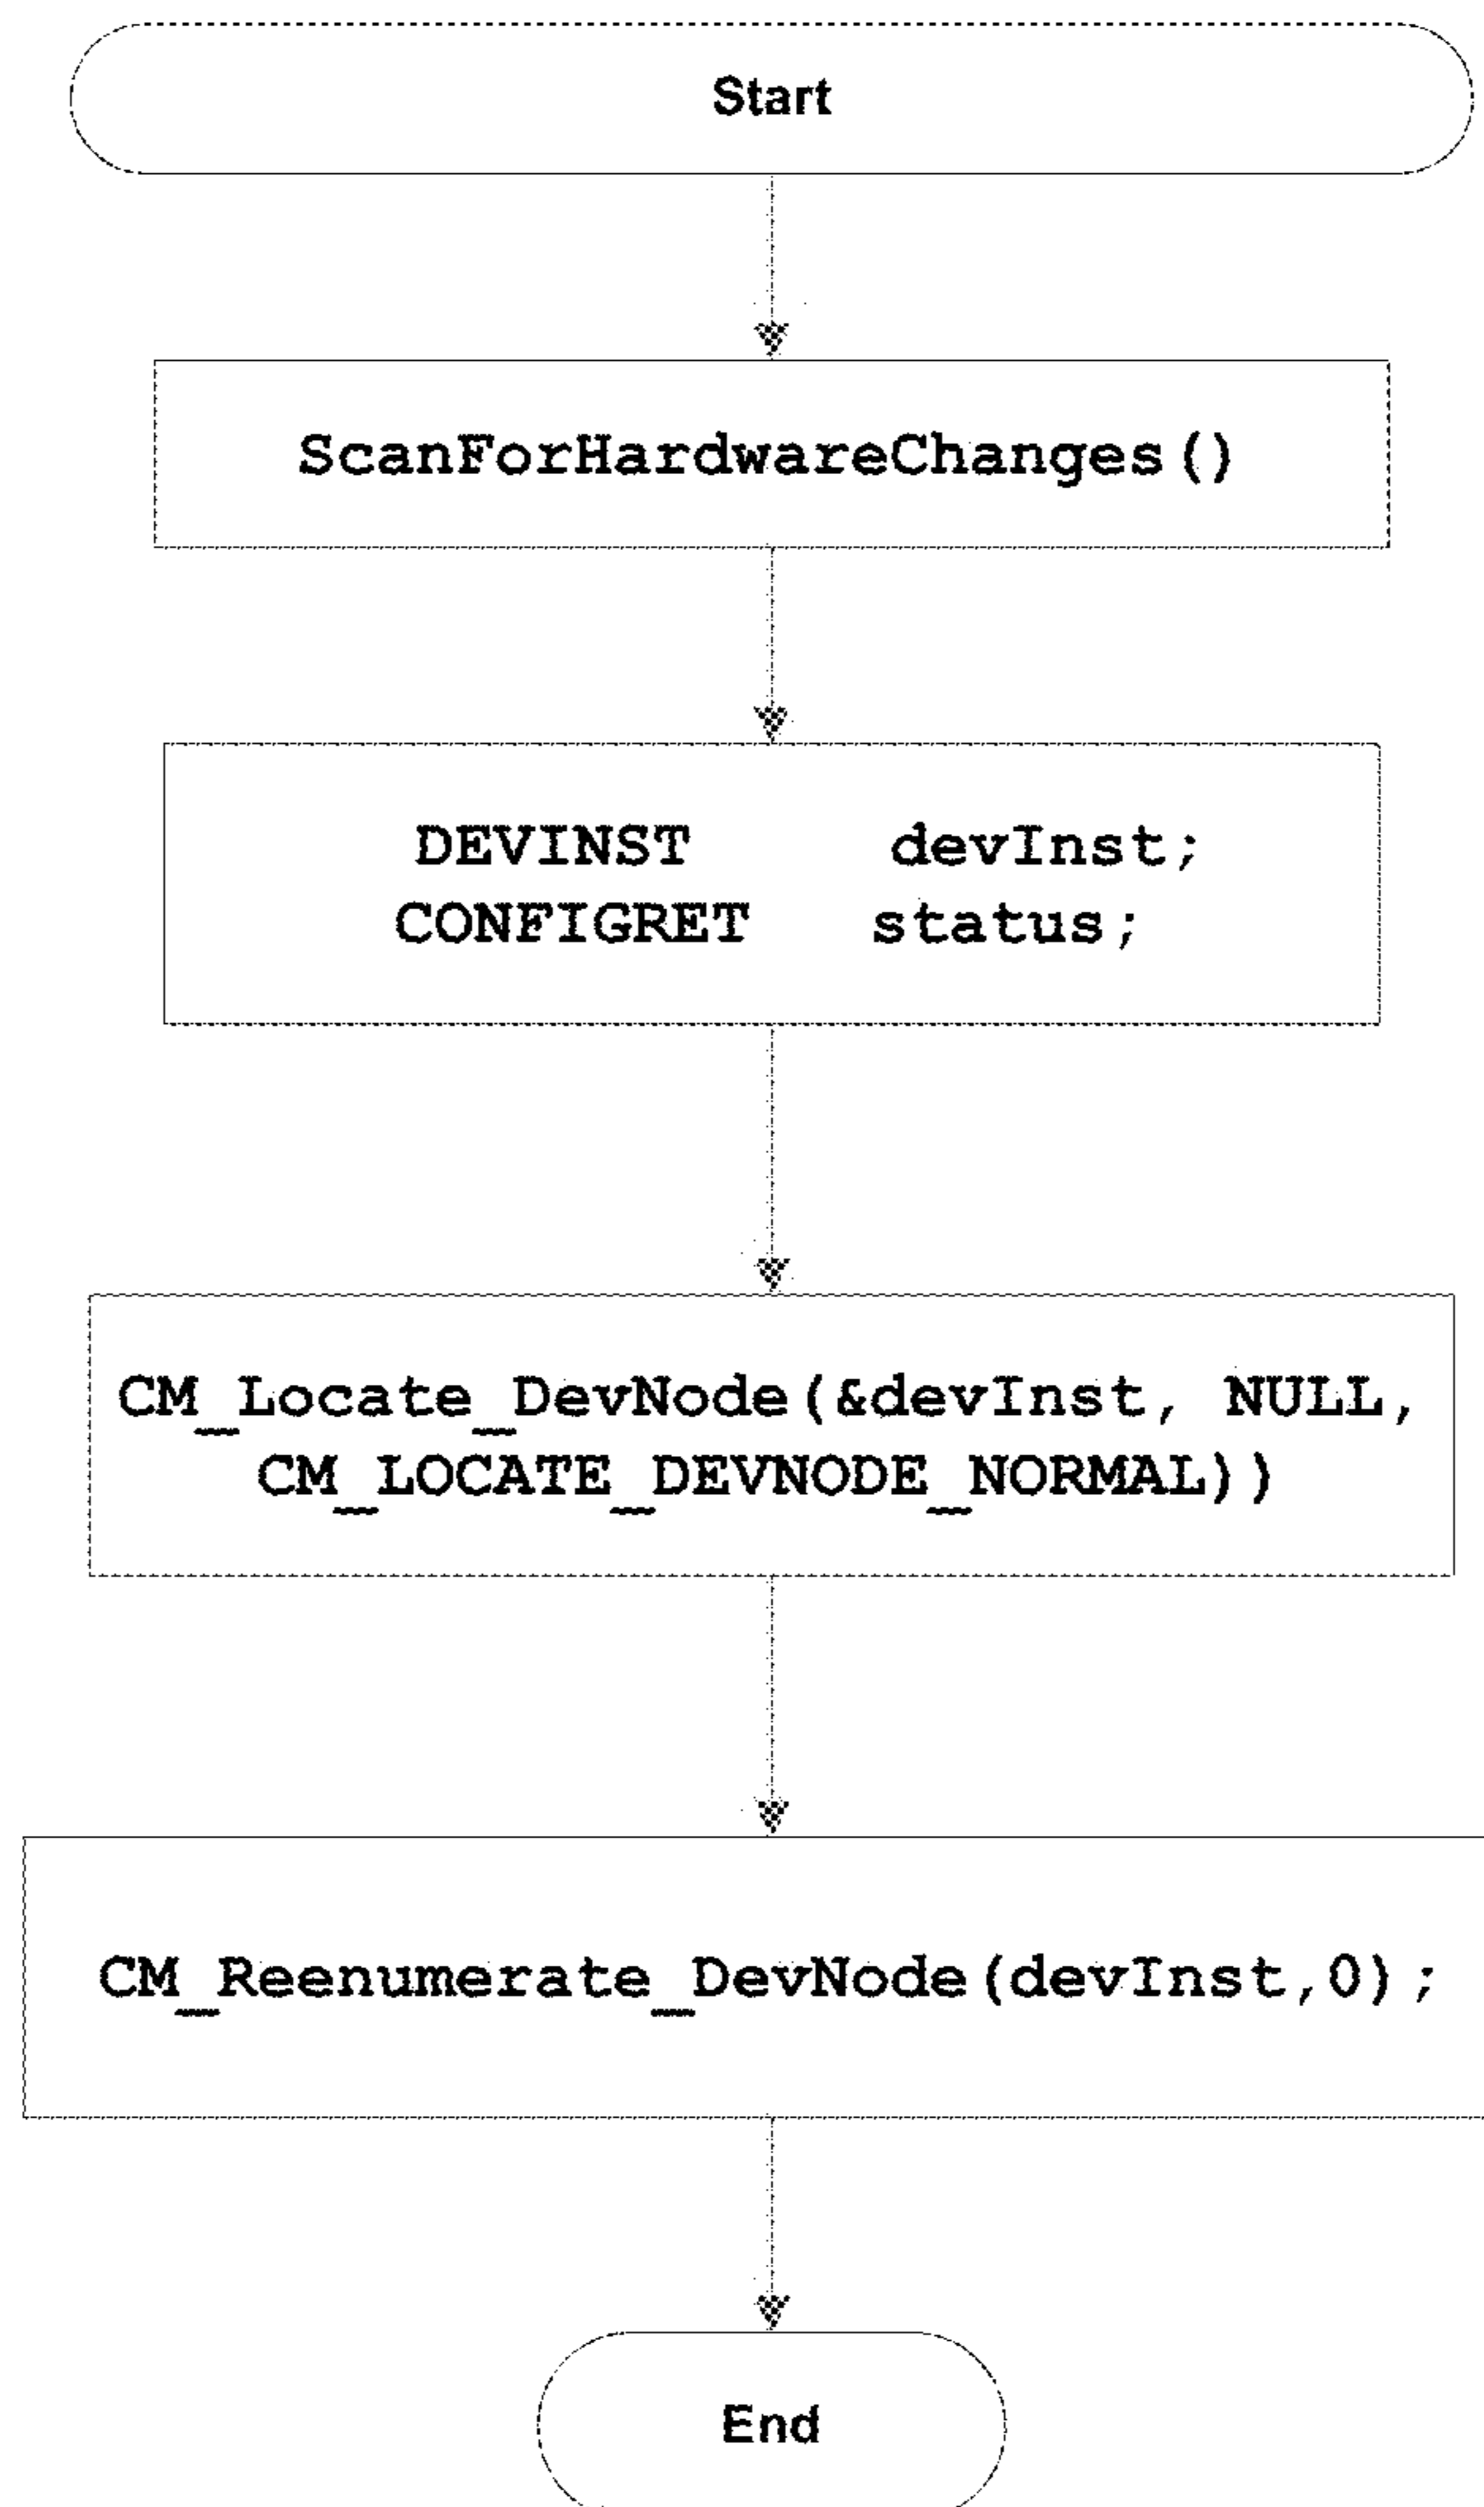 Start
ScanForHardwareChanges()
DEVINST devInst;
CONFIGRET status;
CM_Locate_DevNode(&devInst, NULL,
CM_LOCATE_DEVNODE_NORMAL))
CM_Reenumerate_DevNode(devInst,0);
End